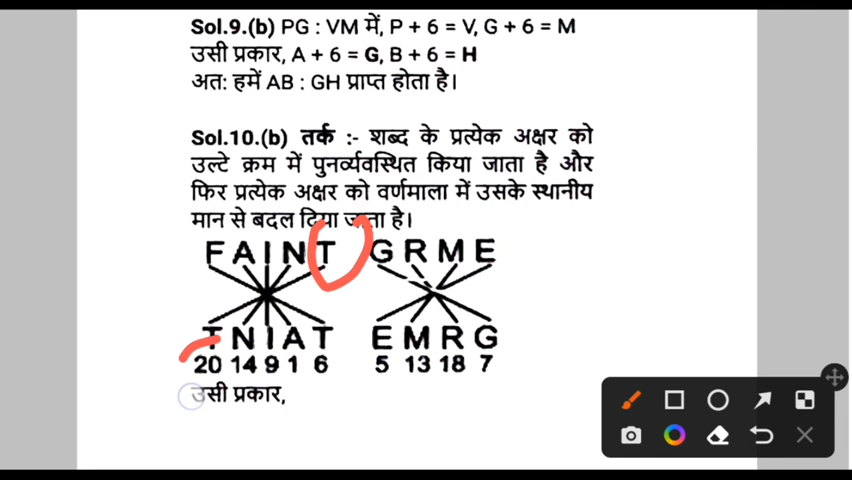 Sol.9.(b) PG : VM में, P + 6 = V, G + 6 = M
उसी प्रकार, A + 6 = G, B + 6 = H
अत: हमें AB : GH प्राप्त होता है।
Sol.10.(b) तर्क :- शब्द के प्रत्येक अक्षर को
उल्टे क्रम में पुनर्व्यवस्थित किया जाता है और
फिर प्रत्येक अक्षर को वर्णमाला में उसके स्थानीय
मान से बदल दिया जाता है।
FAINT GRME
TNIAT EMRG
20 14 9 1 6 5 13 18 7
उसी प्रकार,